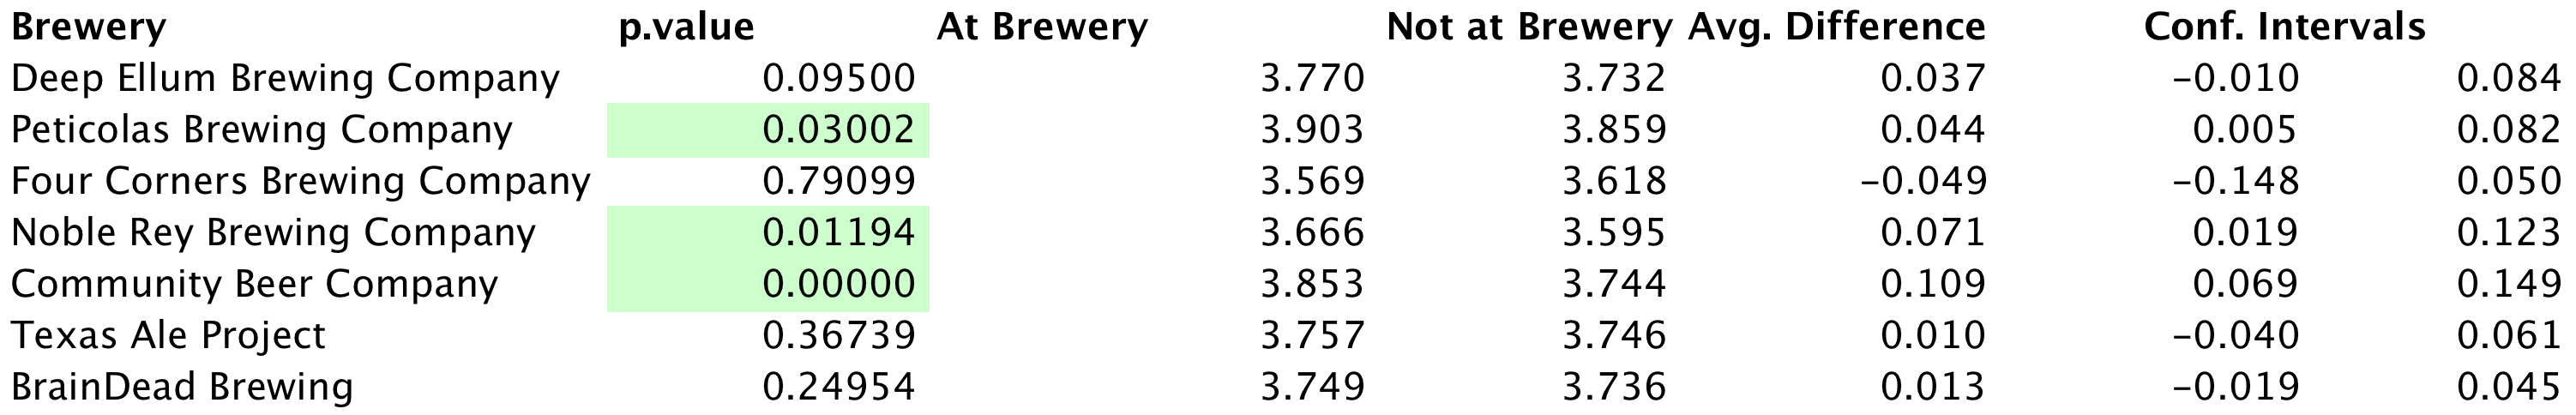 Brewery p.value At Brewery Not at Brewery Avg. Difference Conf. Intervals
Deep Ellum Brewing Company 0.09500 3.770 3.732 0.037 -0.010 0.084
Peticolas Brewing Company 0.03002 3.903 3.859 0.044 0.005 0.082
Four Corners Brewing Company 0.79099 3.569 3.618 -0.049 -0.148 0.050
Noble Rey Brewing Company 0.01194 3.666 3.595 0.071 0.019 0.123
Community Beer Company 0.00000 3.853 3.744 0.109 0.069 0.149
Texas Ale Project 0.36739 3.757 3.746 0.010 -0.040 0.061
BrainDead Brewing 0.24954 3.749 3.736 0.013 -0.019 0.045